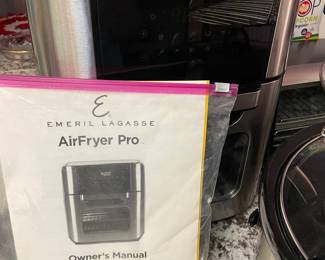 E
EMERIL LAGASSE
AirFryer Pro
Owner's Manual